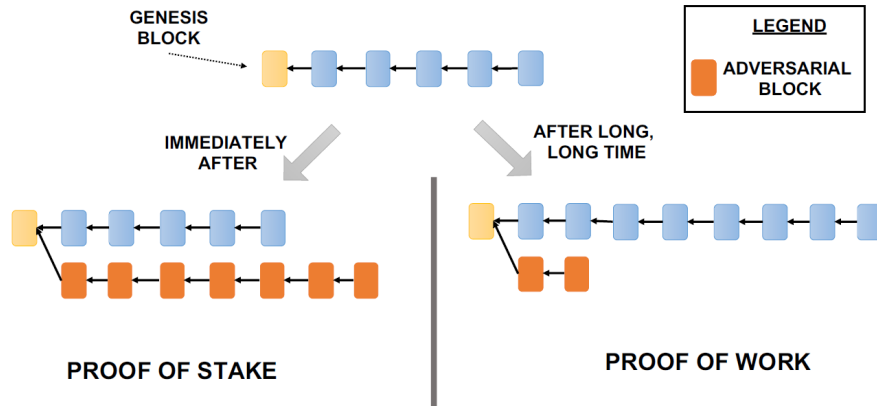 GENESIS
BLOCK
LEGEND
ADVERSARIAL
BLOCK
IMMEDIATELY
AFTER
AFTER LONG,
LONG TIME
PROOF OF STAKE
PROOF OF WORK